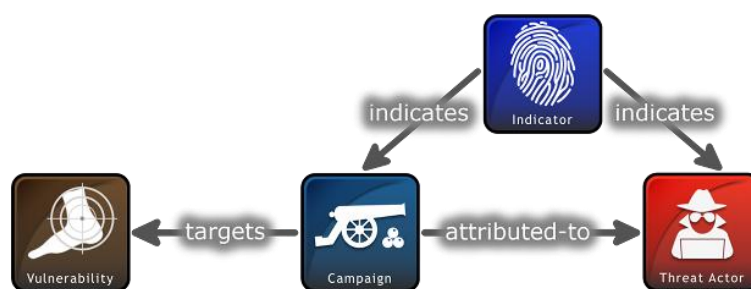 Indicator
indicates indicates
Vulnerability targets Campaign attributed-to Threat Actor